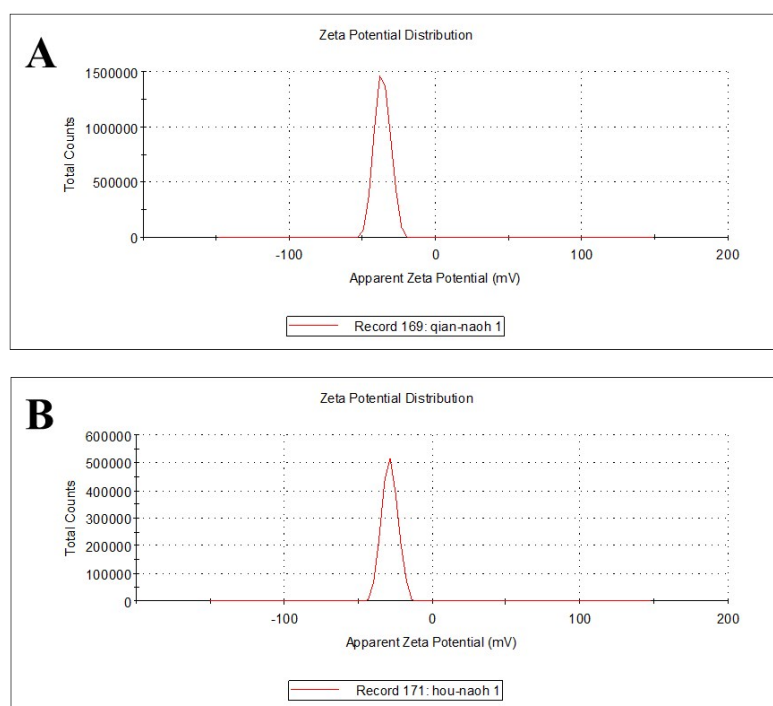 A
Zeta Potential Distribution
1500000
1000000
500000
0
Total Counts
-100 0 100 200
Apparent Zeta Potential (mV)
Record 169: qian-naoh 1
B
Zeta Potential Distribution
600000
500000
400000
300000
200000
100000
0
Total Counts
-100 0 100 200
Apparent Zeta Potential (mV)
Record 171: hou-naoh 1